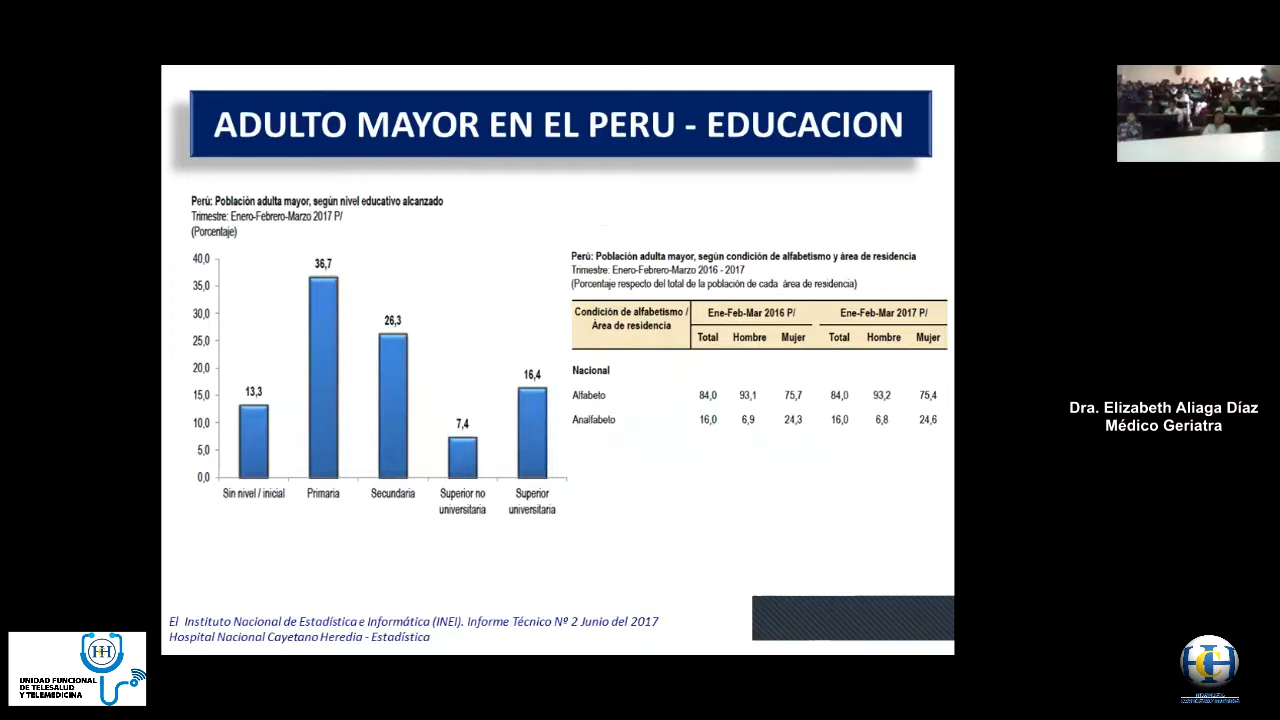 ADULTO MAYOR EN EL PERU - EDUCACION
Perú: Población adulta mayor, según nivel educativo alcanzado
Trimestre: Enero-Febrero-Marzo 2017 P/
(Porcentaje)
40,0
35,0
30,0
25,0
20,0
15,0
10,0
5,0
0,0
13,3
36,7
26,3
7,4
16,4
Sin nivel / inicial
Primaria
Secundaria
Superior no
universitaria
Superior
universitaria
Perú: Población adulta mayor, según condición de alfabetismo y área de residencia
Trimestre: Enero-Febrero-Marzo 2016 - 2017
(Porcentaje respecto del total de la población de cada área de residencia)
Condición de alfabetismo / Ene-Feb-Mar 2016 P/ Ene-Feb-Mar 2017 P/
Área de residencia
Total Hombre Mujer Total Hombre Mujer
Nacional
Alfabeto 84,0 93,1 75,7 84,0 93,2 75,4
Analfabeto 16,0 6,9 24,3 16,0 6,8 24,6
El Instituto Nacional de Estadística e Informática (INEI). Informe Técnico Nº 2 Junio del 2017
Hospital Nacional Cayetano Heredia - Estadística
Dra. Elizabeth Aliaga Díaz
Médico Geriatra
HH
UNIDAD FUNCIONAL
DE TELESALUD
Y TELEMEDICINA
HCH